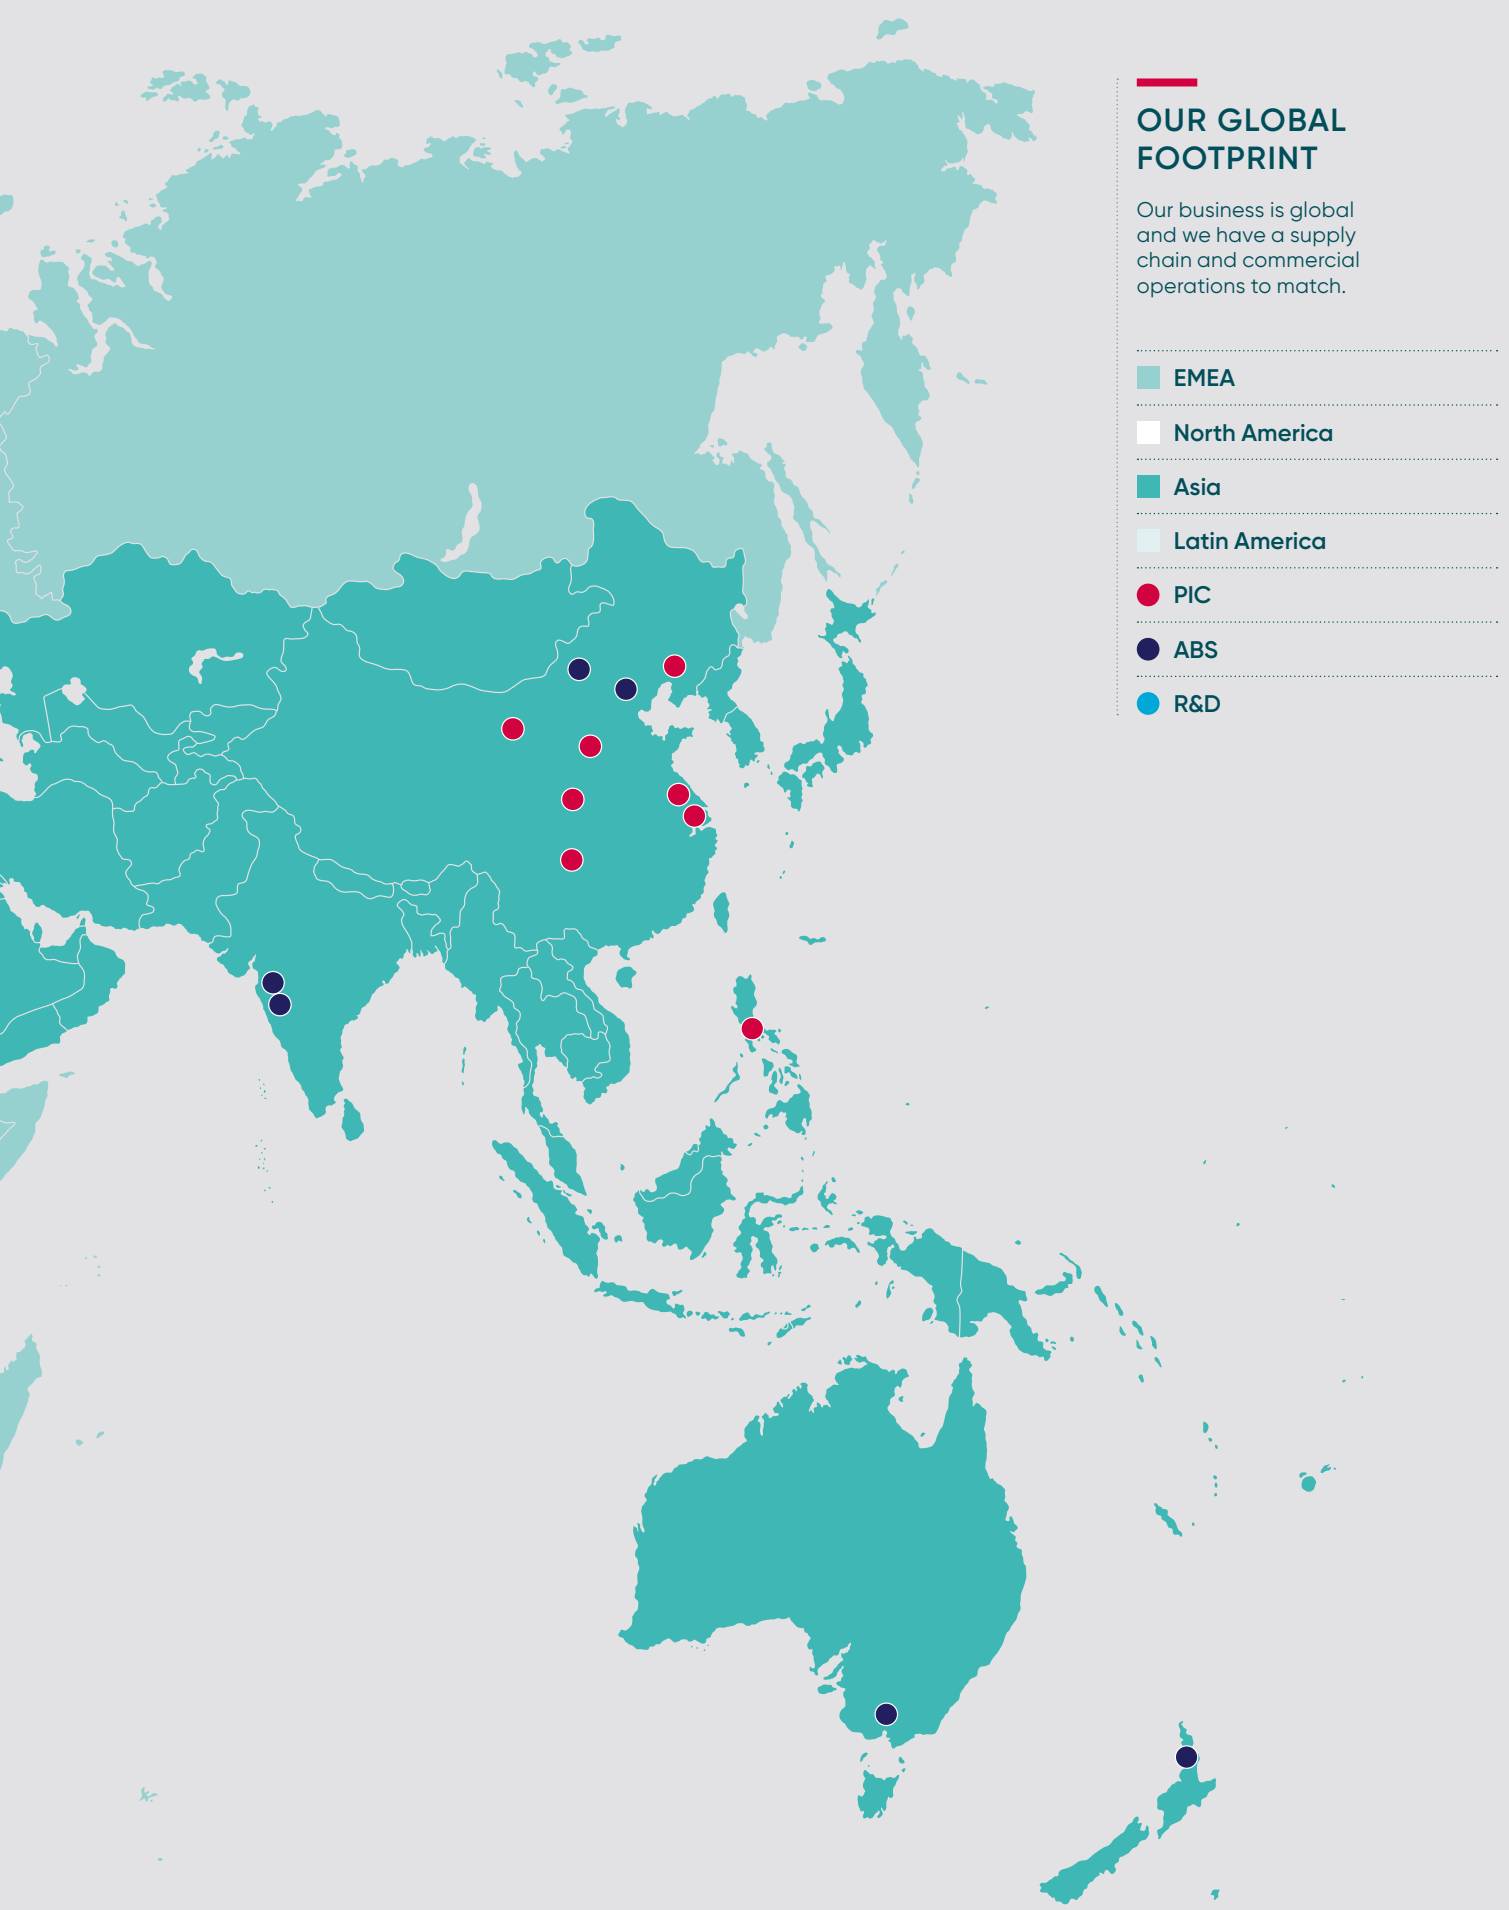 OUR GLOBAL
FOOTPRINT
Our business is global
and we have a supply
chain and commercial
operations to match.
EMEA
North America
Asia
Latin America
PIC
ABS
R&D